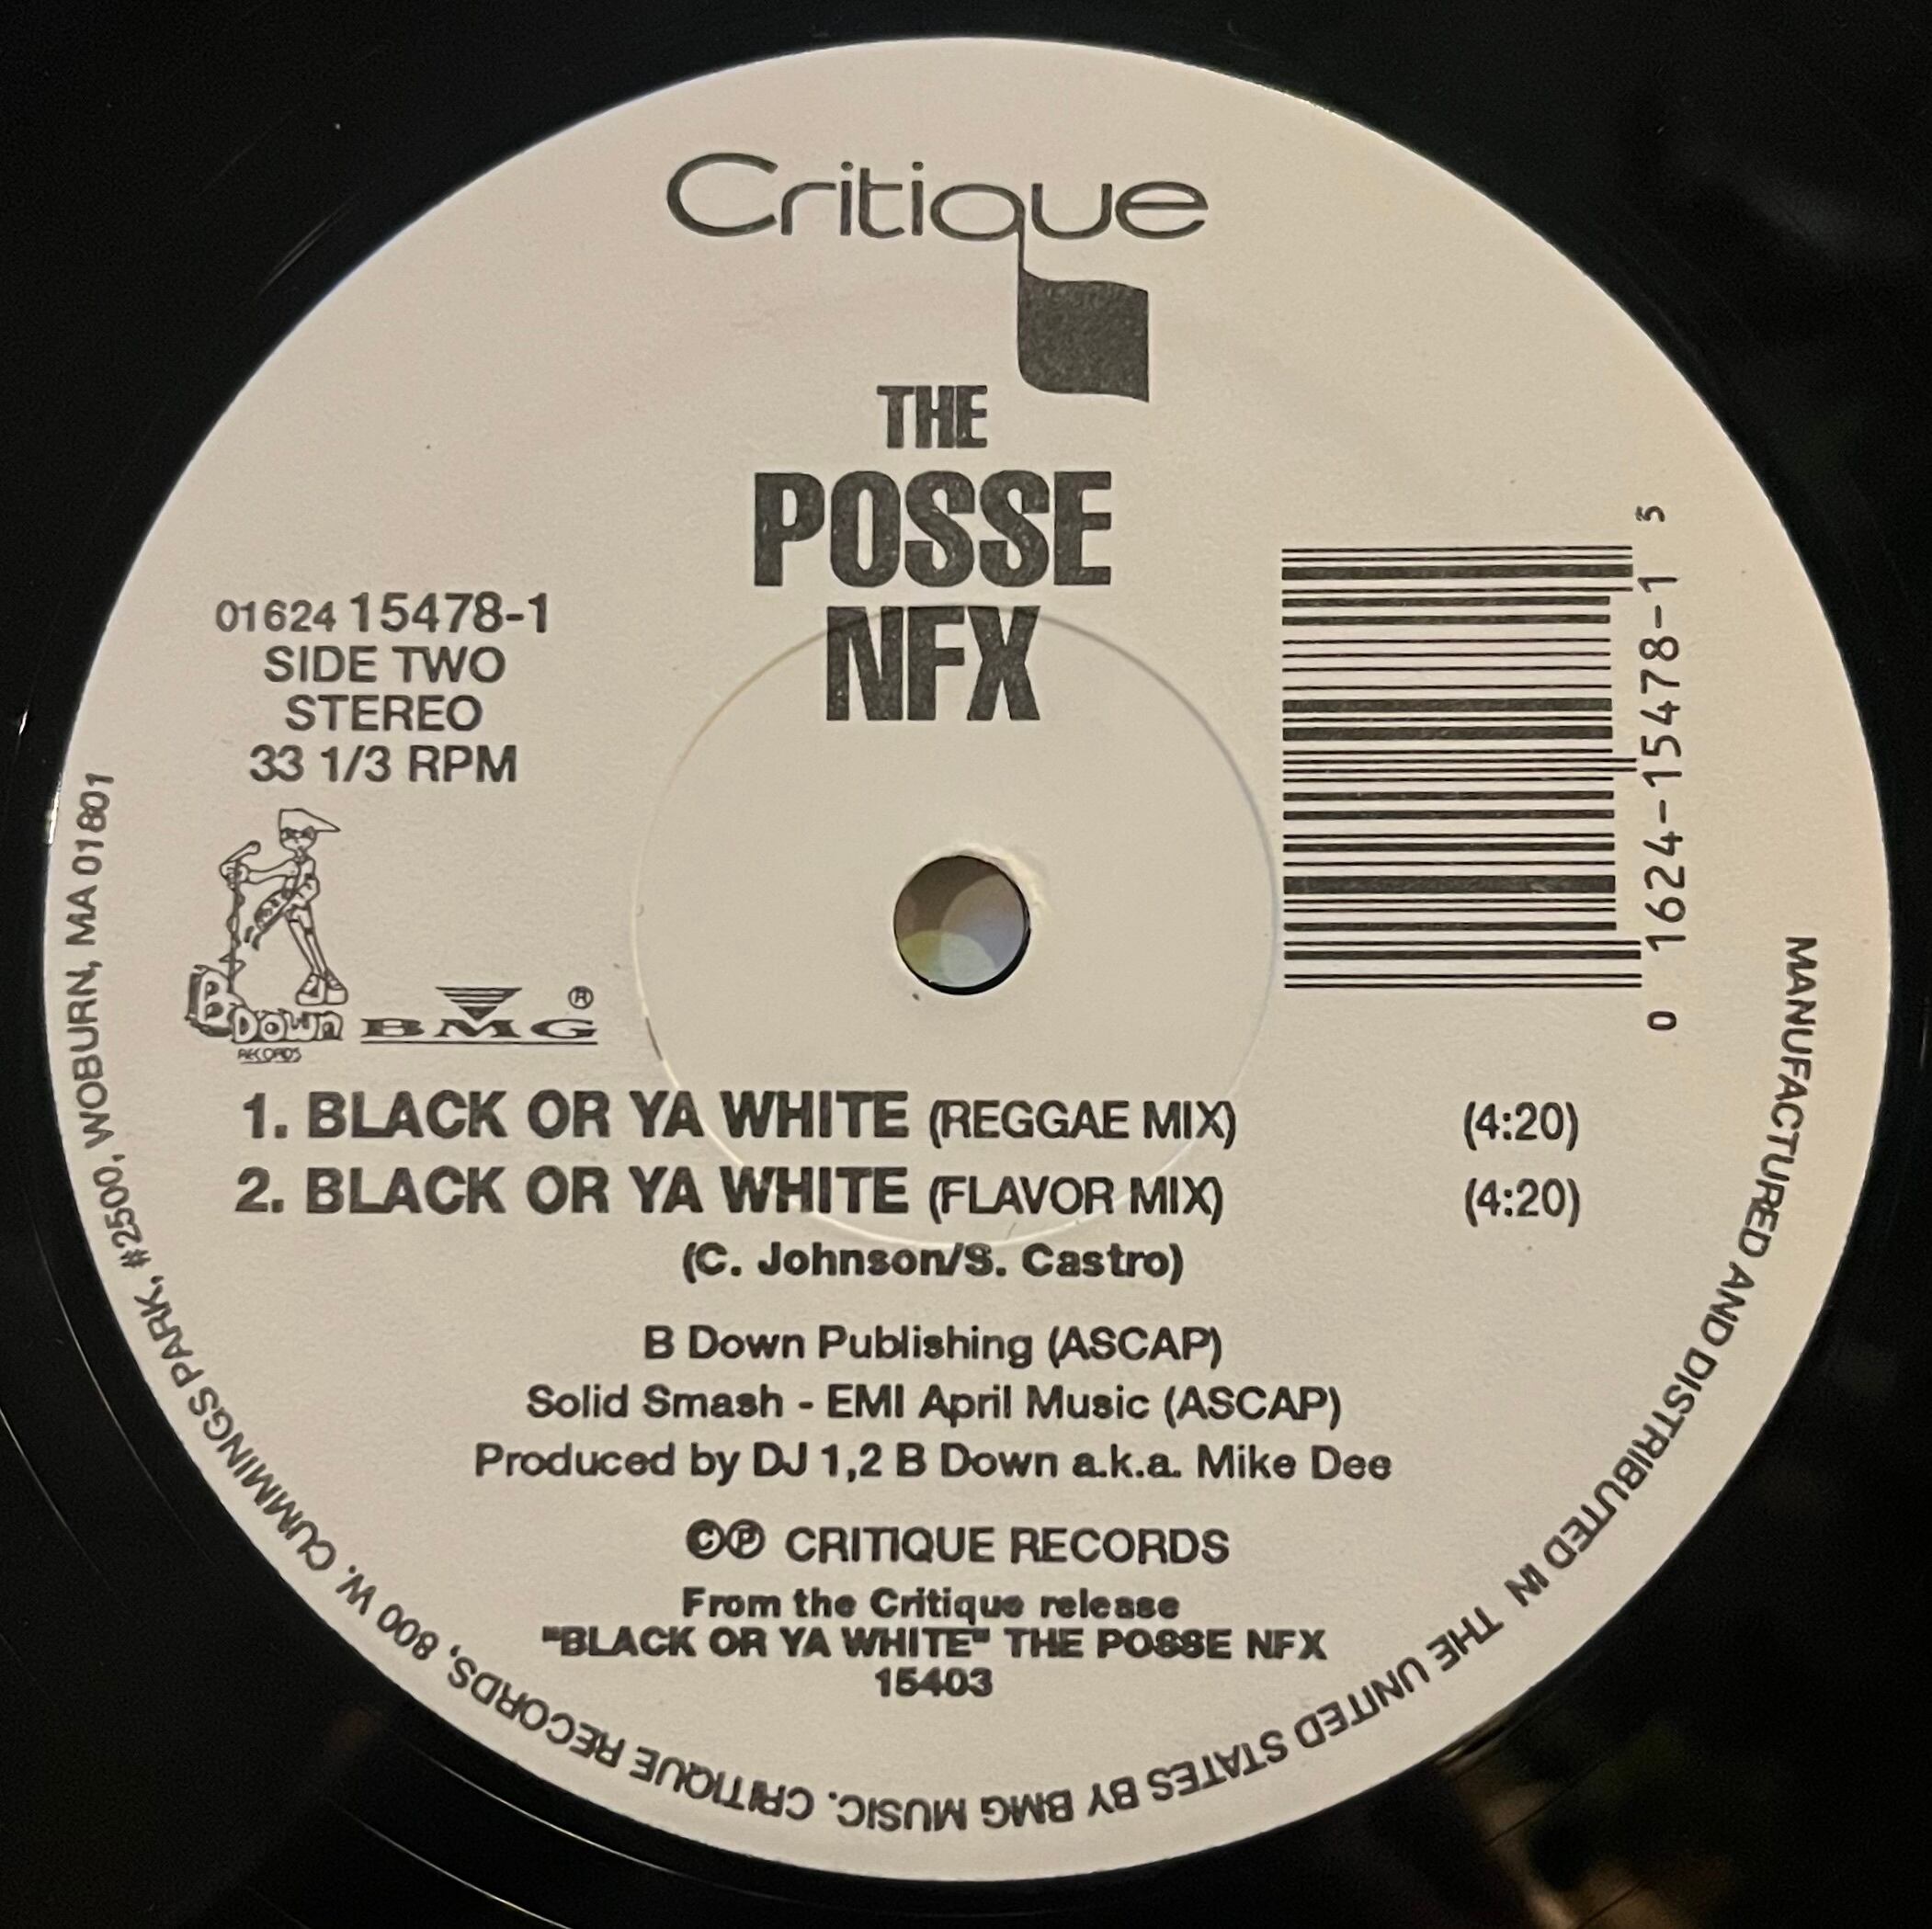 Critique
THE
POSSE
NFX
01624 15478-1
SIDE TWO
STEREO
33 1/3 RPM
B DOWN
RECORDS
BMG®
0 1624-15478-1 5
1. BLACK OR YA WHITE (REGGAE MIX) (4:20)
2. BLACK OR YA WHITE (FLAVOR MIX) (4:20)
(C. Johnson/S. Castro)
B Down Publishing (ASCAP)
Solid Smash - EMI April Music (ASCAP)
Produced by DJ 1,2 B Down a.k.a. Mike Dee
©℗ CRITIQUE RECORDS
From the Critique release
"BLACK OR YA WHITE" THE POSSE NFX
15403
MANUFACTURED AND DISTRIBUTED IN THE UNITED STATES BY BMG MUSIC. CRITIQUE RECORDS, 800 W. CUMMINGS PARK, #2500, WOBURN, MA 01801